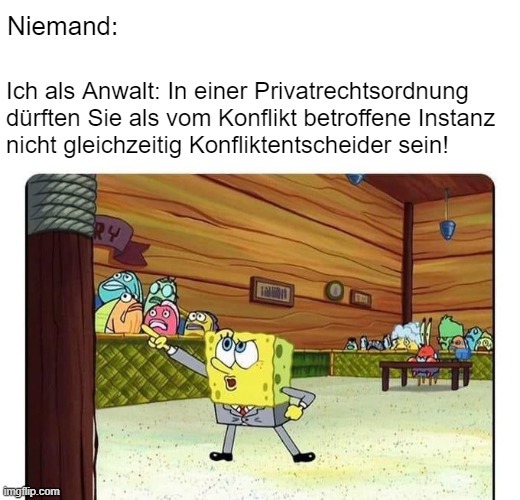 Niemand:
Ich als Anwalt: In einer Privatrechtsordnung
dürften Sie als vom Konflikt betroffene Instanz
nicht gleichzeitig Konfliktentscheider sein!
RY
imgflip.com